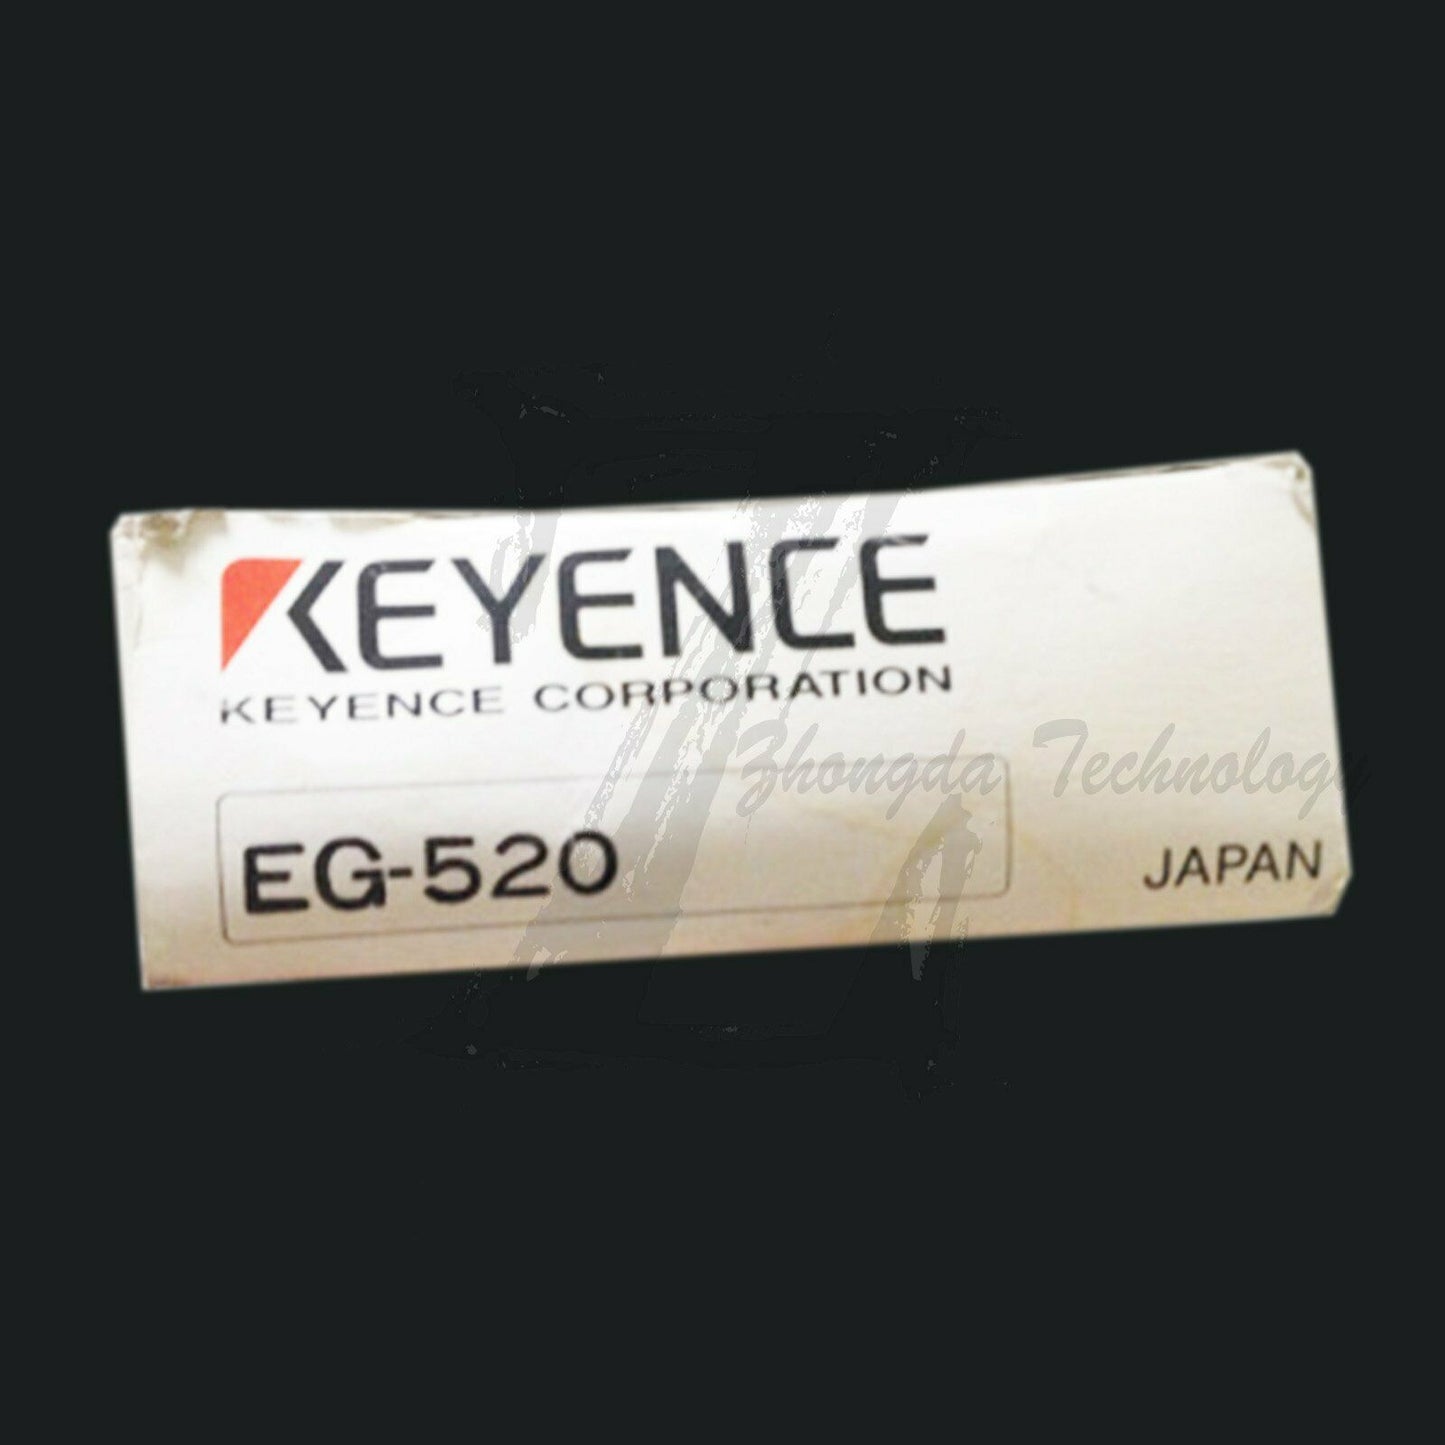 KEYENCE
KEYENCE CORPORATION
Zhongda Technology
EG-520
JAPAN